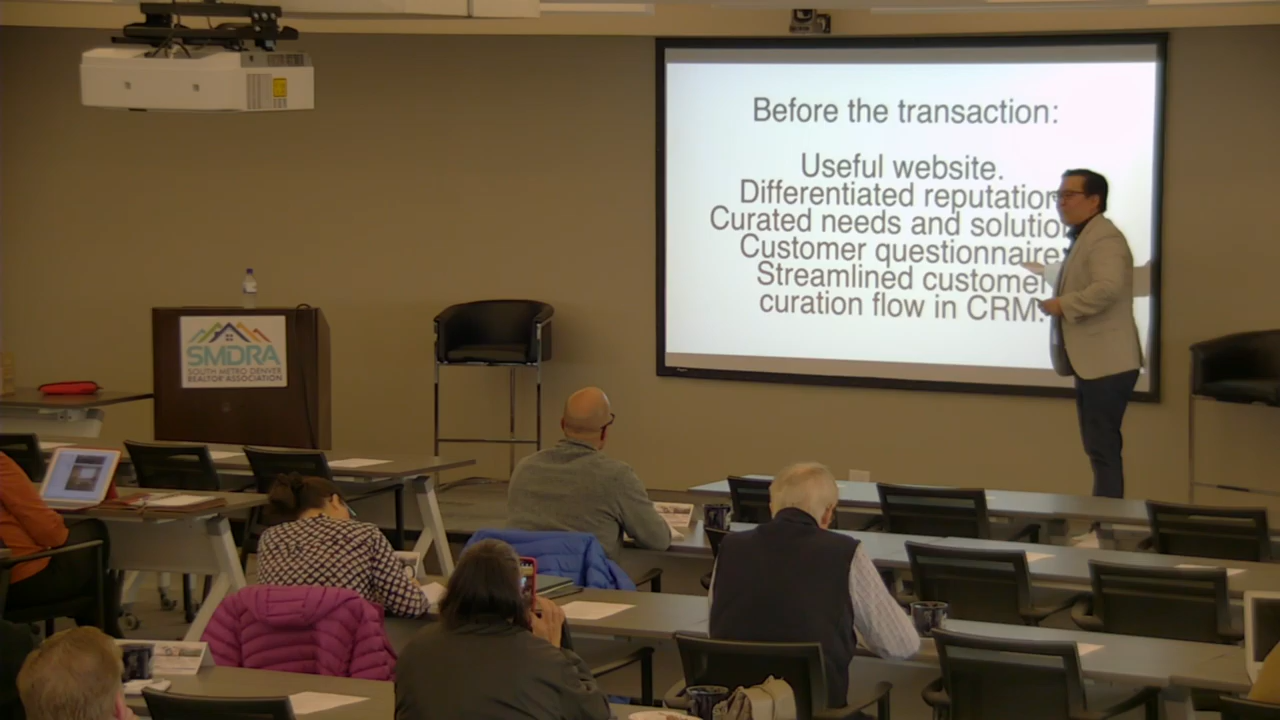 Before the transaction:
Useful website.
Differentiated reputation
Curated needs and solutio
Customer questionnaire
Streamlined customer
curation flow in CRM.
SMDRA
SOUTH METRO DENVER
REALTOR® ASSOCIATION